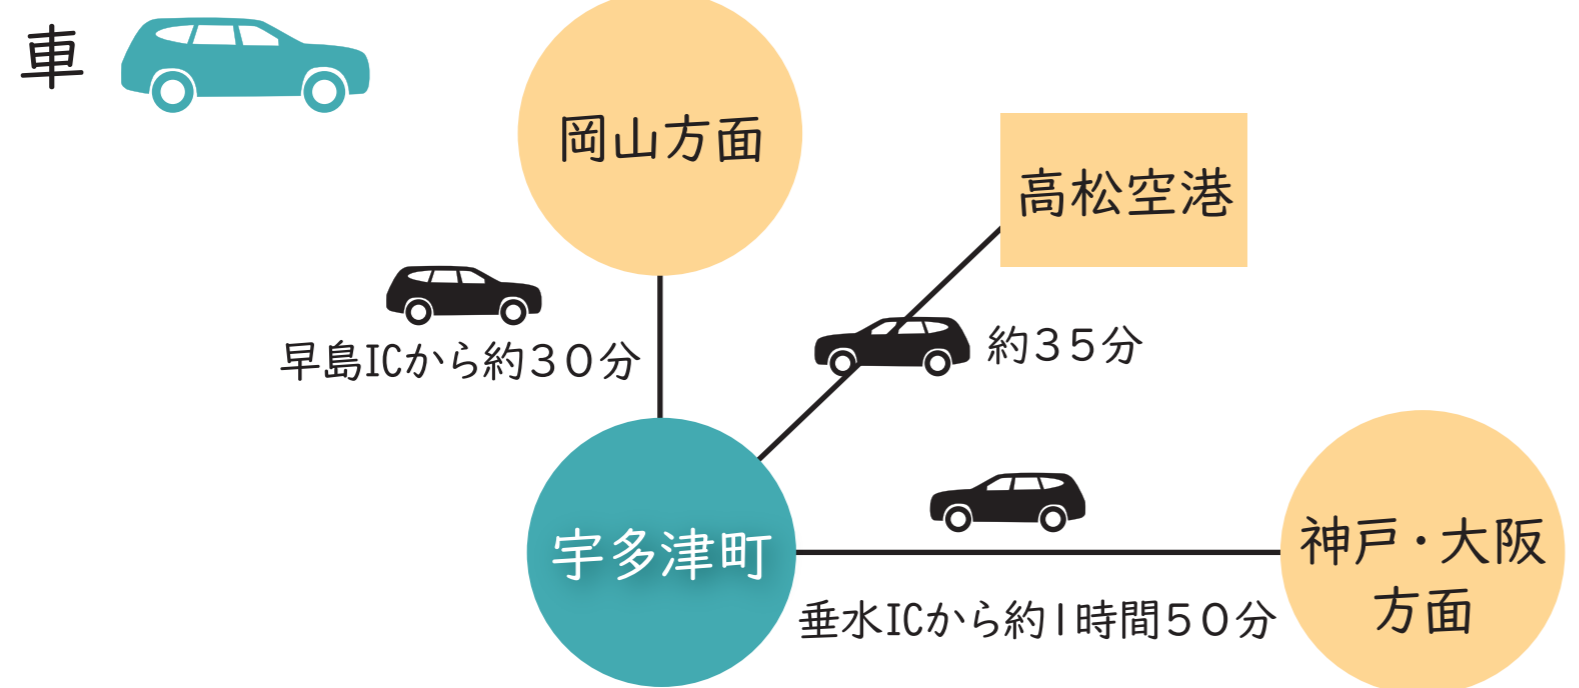 車
岡山方面
高松空港
早島ICから約30分
約35分
宇多津町
神戸・大阪
方面
垂水ICから約1時間50分